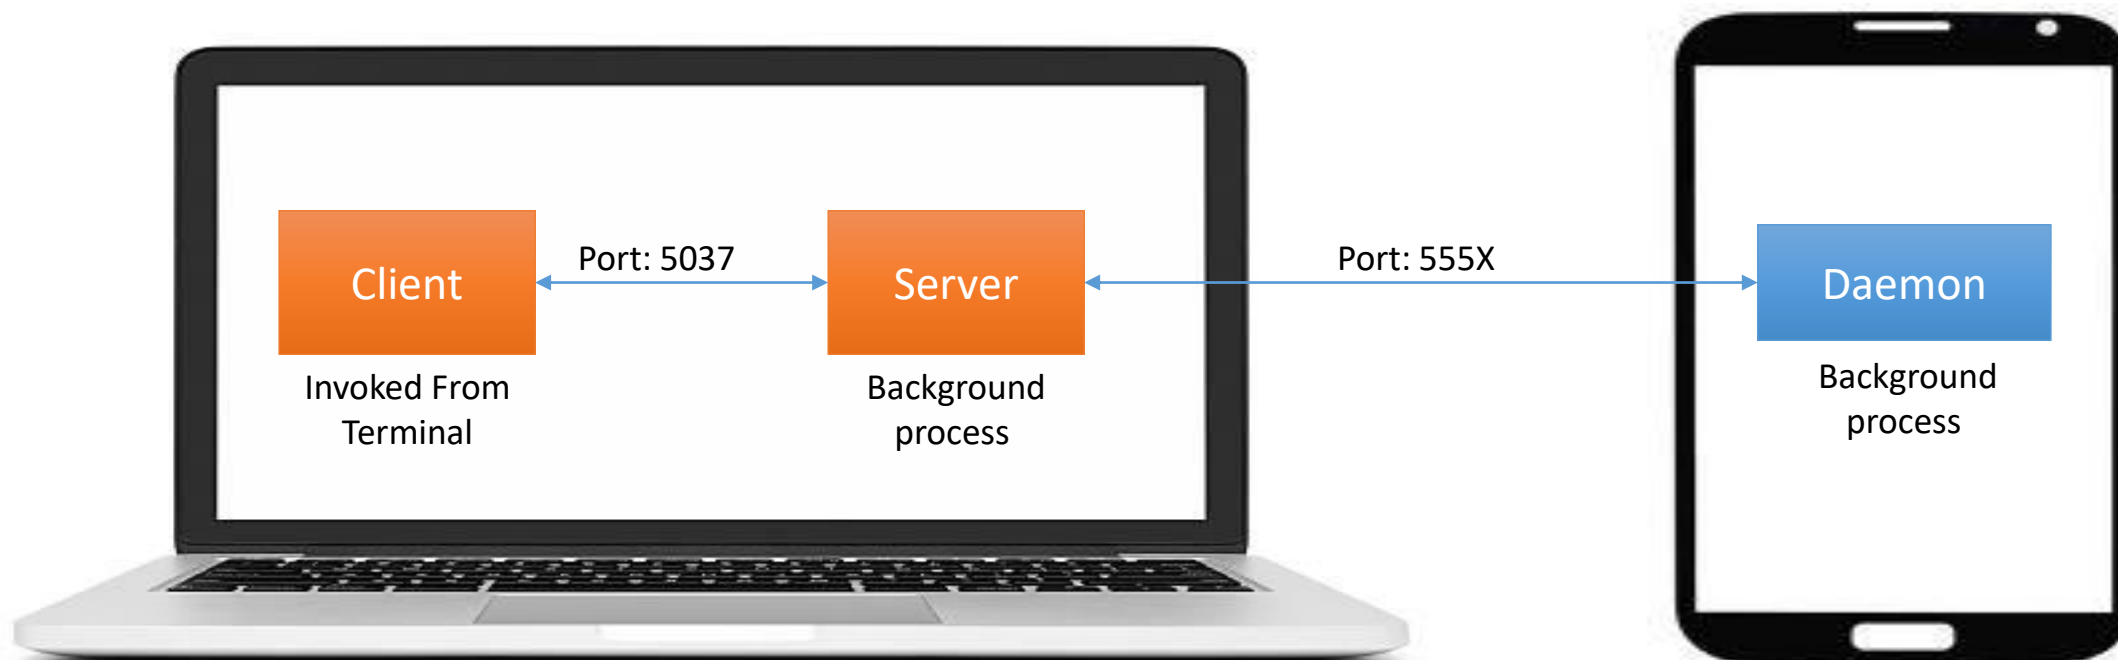 Client
Port: 5037
Server
Port: 555X
Daemon
Invoked From
Terminal
Background
process
Background
process